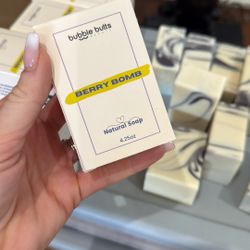 bubble butts
BERRY BOMB
Natural Soap
4.25oz